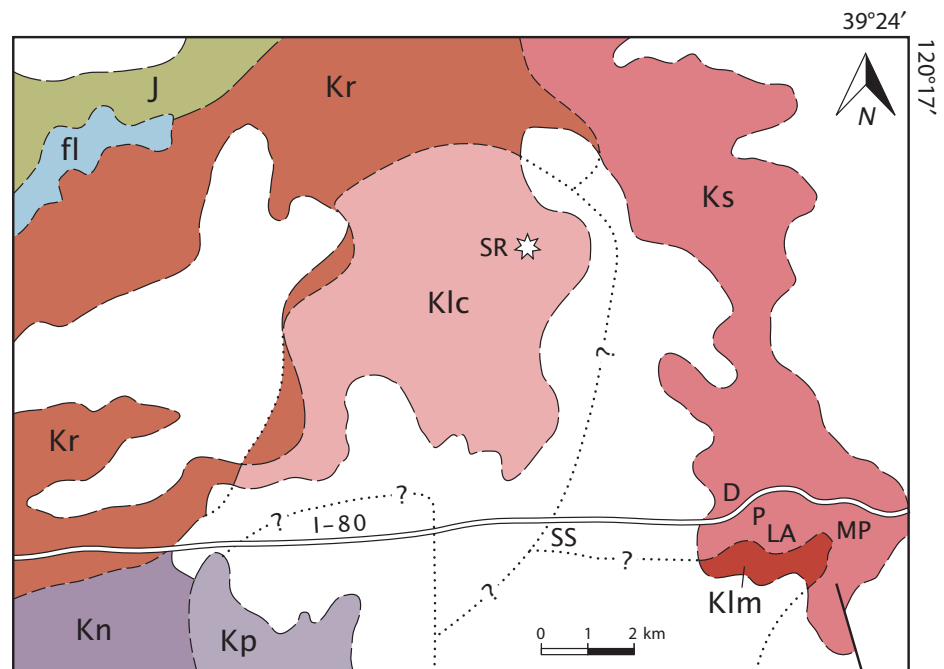 39°24′
120°17′
N
J
Kr
fl
Ks
SR
Klc
?
Kr
D
?
P
?
I–80
SS
LA
MP
?
?
Klm
Kn
Kp
0 1 2 km